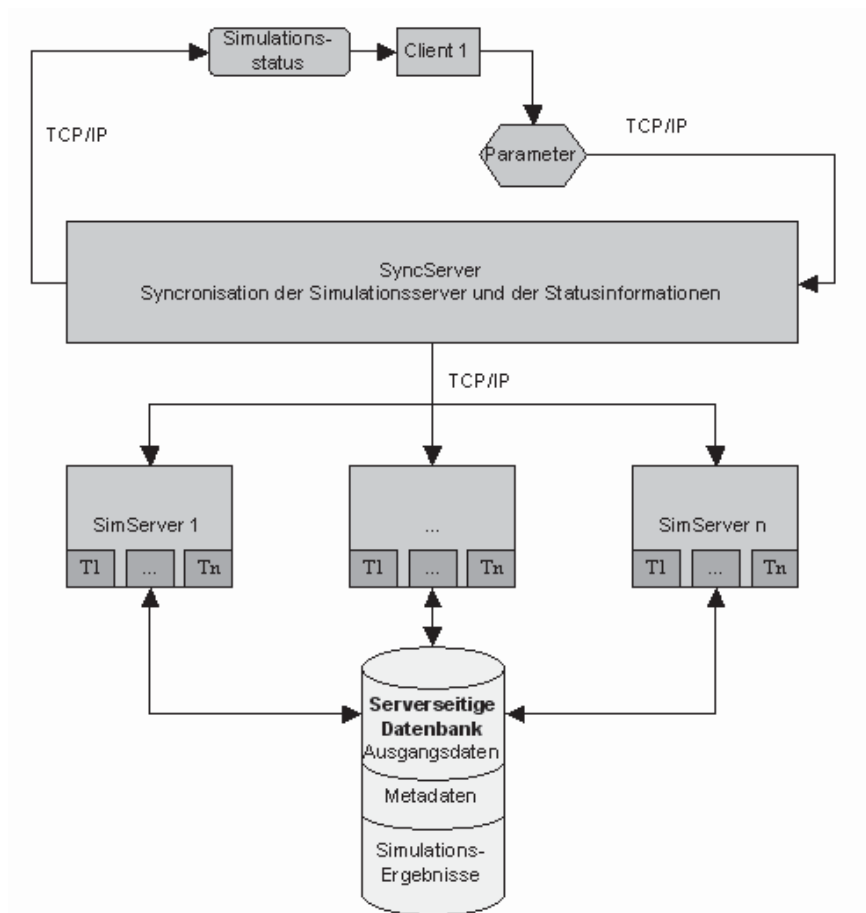 Simulations-
status
Client 1
TCP/IP
TCP/IP
Parameter
SyncServer
Syncronisation der Simulationsserver und der Statusinformationen
TCP/IP
SimServer 1
...
SimServer n
T1 ... Tn
T1 ... Tn
T1 ... Tn
Serverseitige
Datenbank
Ausgangsdaten
Metadaten
Simulations-
Ergebnisse